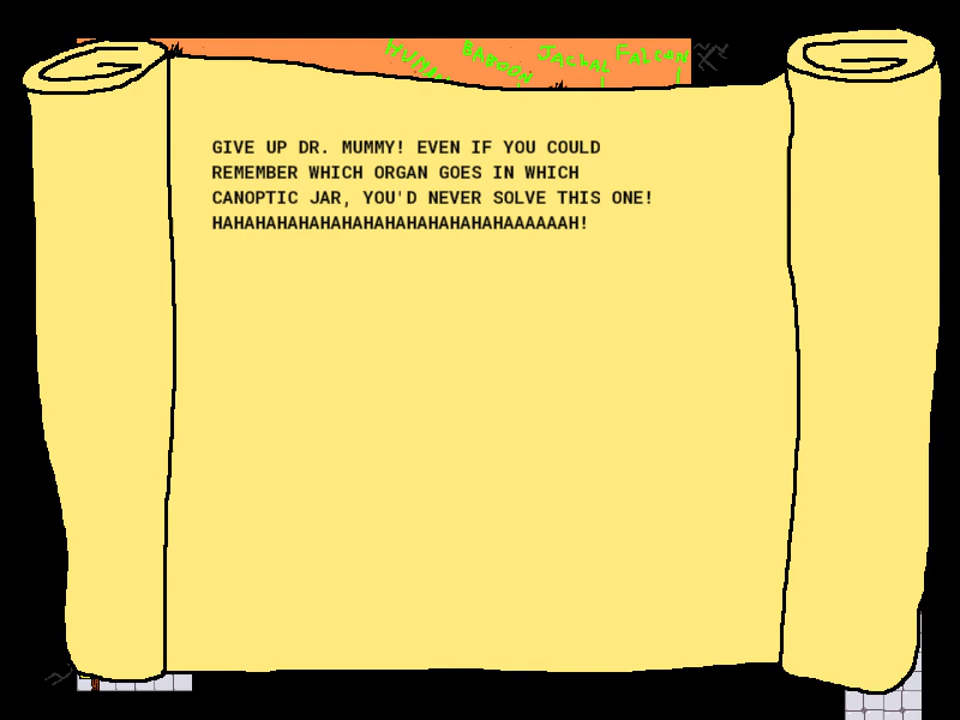 HUMAN BABOON JACKAL FALCON
GIVE UP DR. MUMMY! EVEN IF YOU COULD
REMEMBER WHICH ORGAN GOES IN WHICH
CANOPTIC JAR, YOU'D NEVER SOLVE THIS ONE!
HAHAHAHAHAHAHAHAHAHAHAHAHAHAAAAAAH!